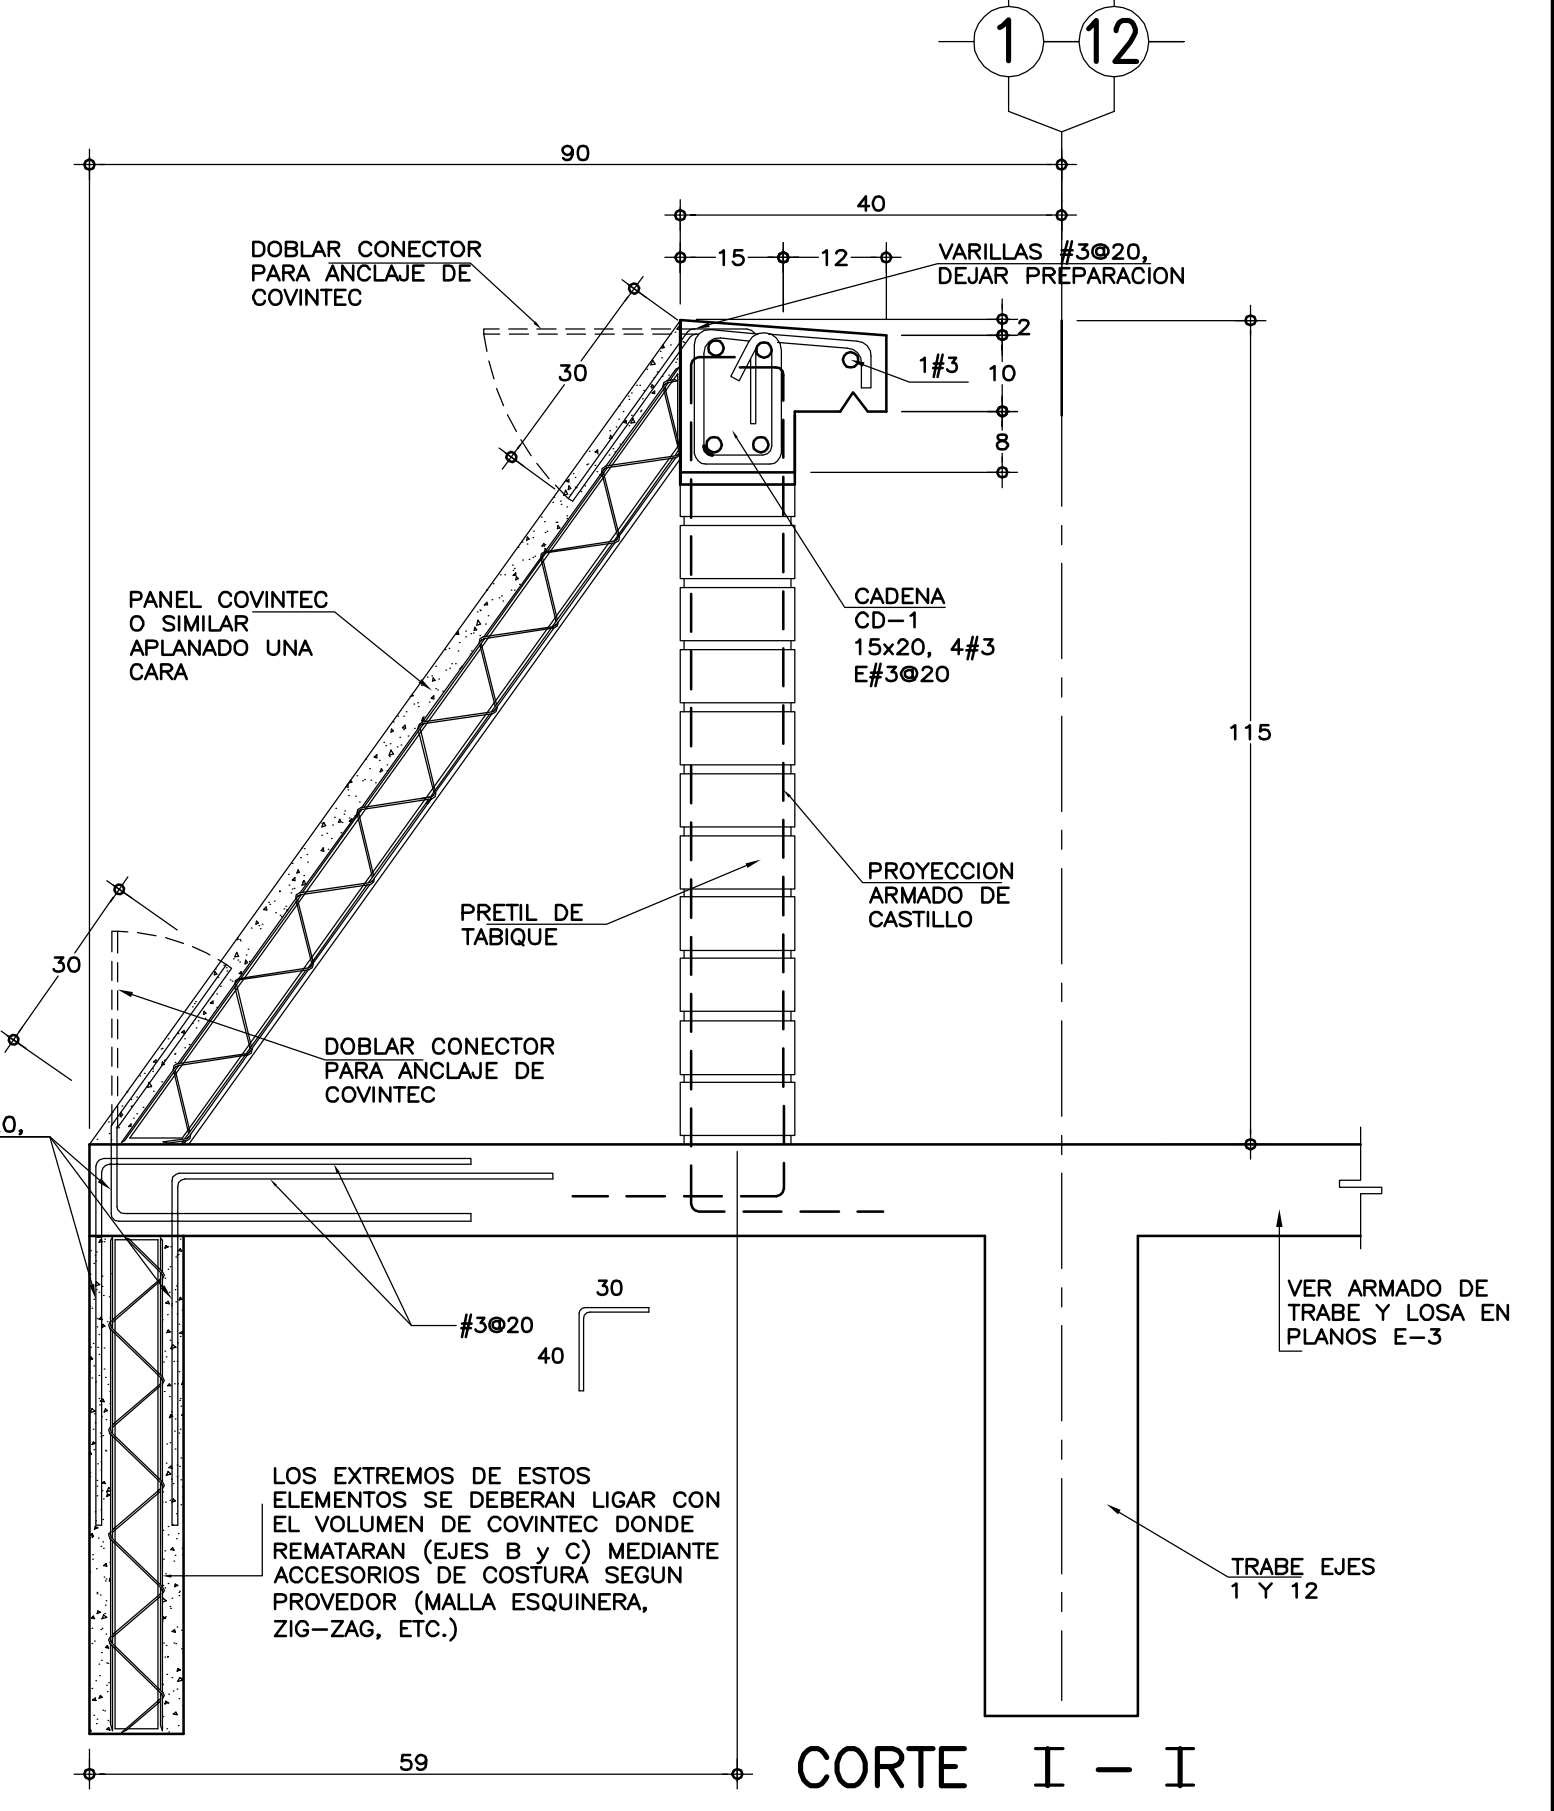 1 12
90
40
15 12
DOBLAR CONECTOR
PARA ANCLAJE DE
COVINTEC
VARILLAS #3@20,
DEJAR PREPARACION
2
30
1#3
10
8
PANEL COVINTEC
O SIMILAR
APLANADO UNA
CARA
CADENA
CD-1
15x20, 4#3
E#3@20
115
PROYECCION
ARMADO DE
CASTILLO
PRETIL DE
TABIQUE
30
DOBLAR CONECTOR
PARA ANCLAJE DE
COVINTEC
0,
30
#3@20
40
VER ARMADO DE
TRABE Y LOSA EN
PLANOS E-3
LOS EXTREMOS DE ESTOS
ELEMENTOS SE DEBERAN LIGAR CON
EL VOLUMEN DE COVINTEC DONDE
REMATARAN (EJES B y C) MEDIANTE
ACCESORIOS DE COSTURA SEGUN
PROVEDOR (MALLA ESQUINERA,
ZIG-ZAG, ETC.)
TRABE EJES
1 Y 12
59
CORTE I - I